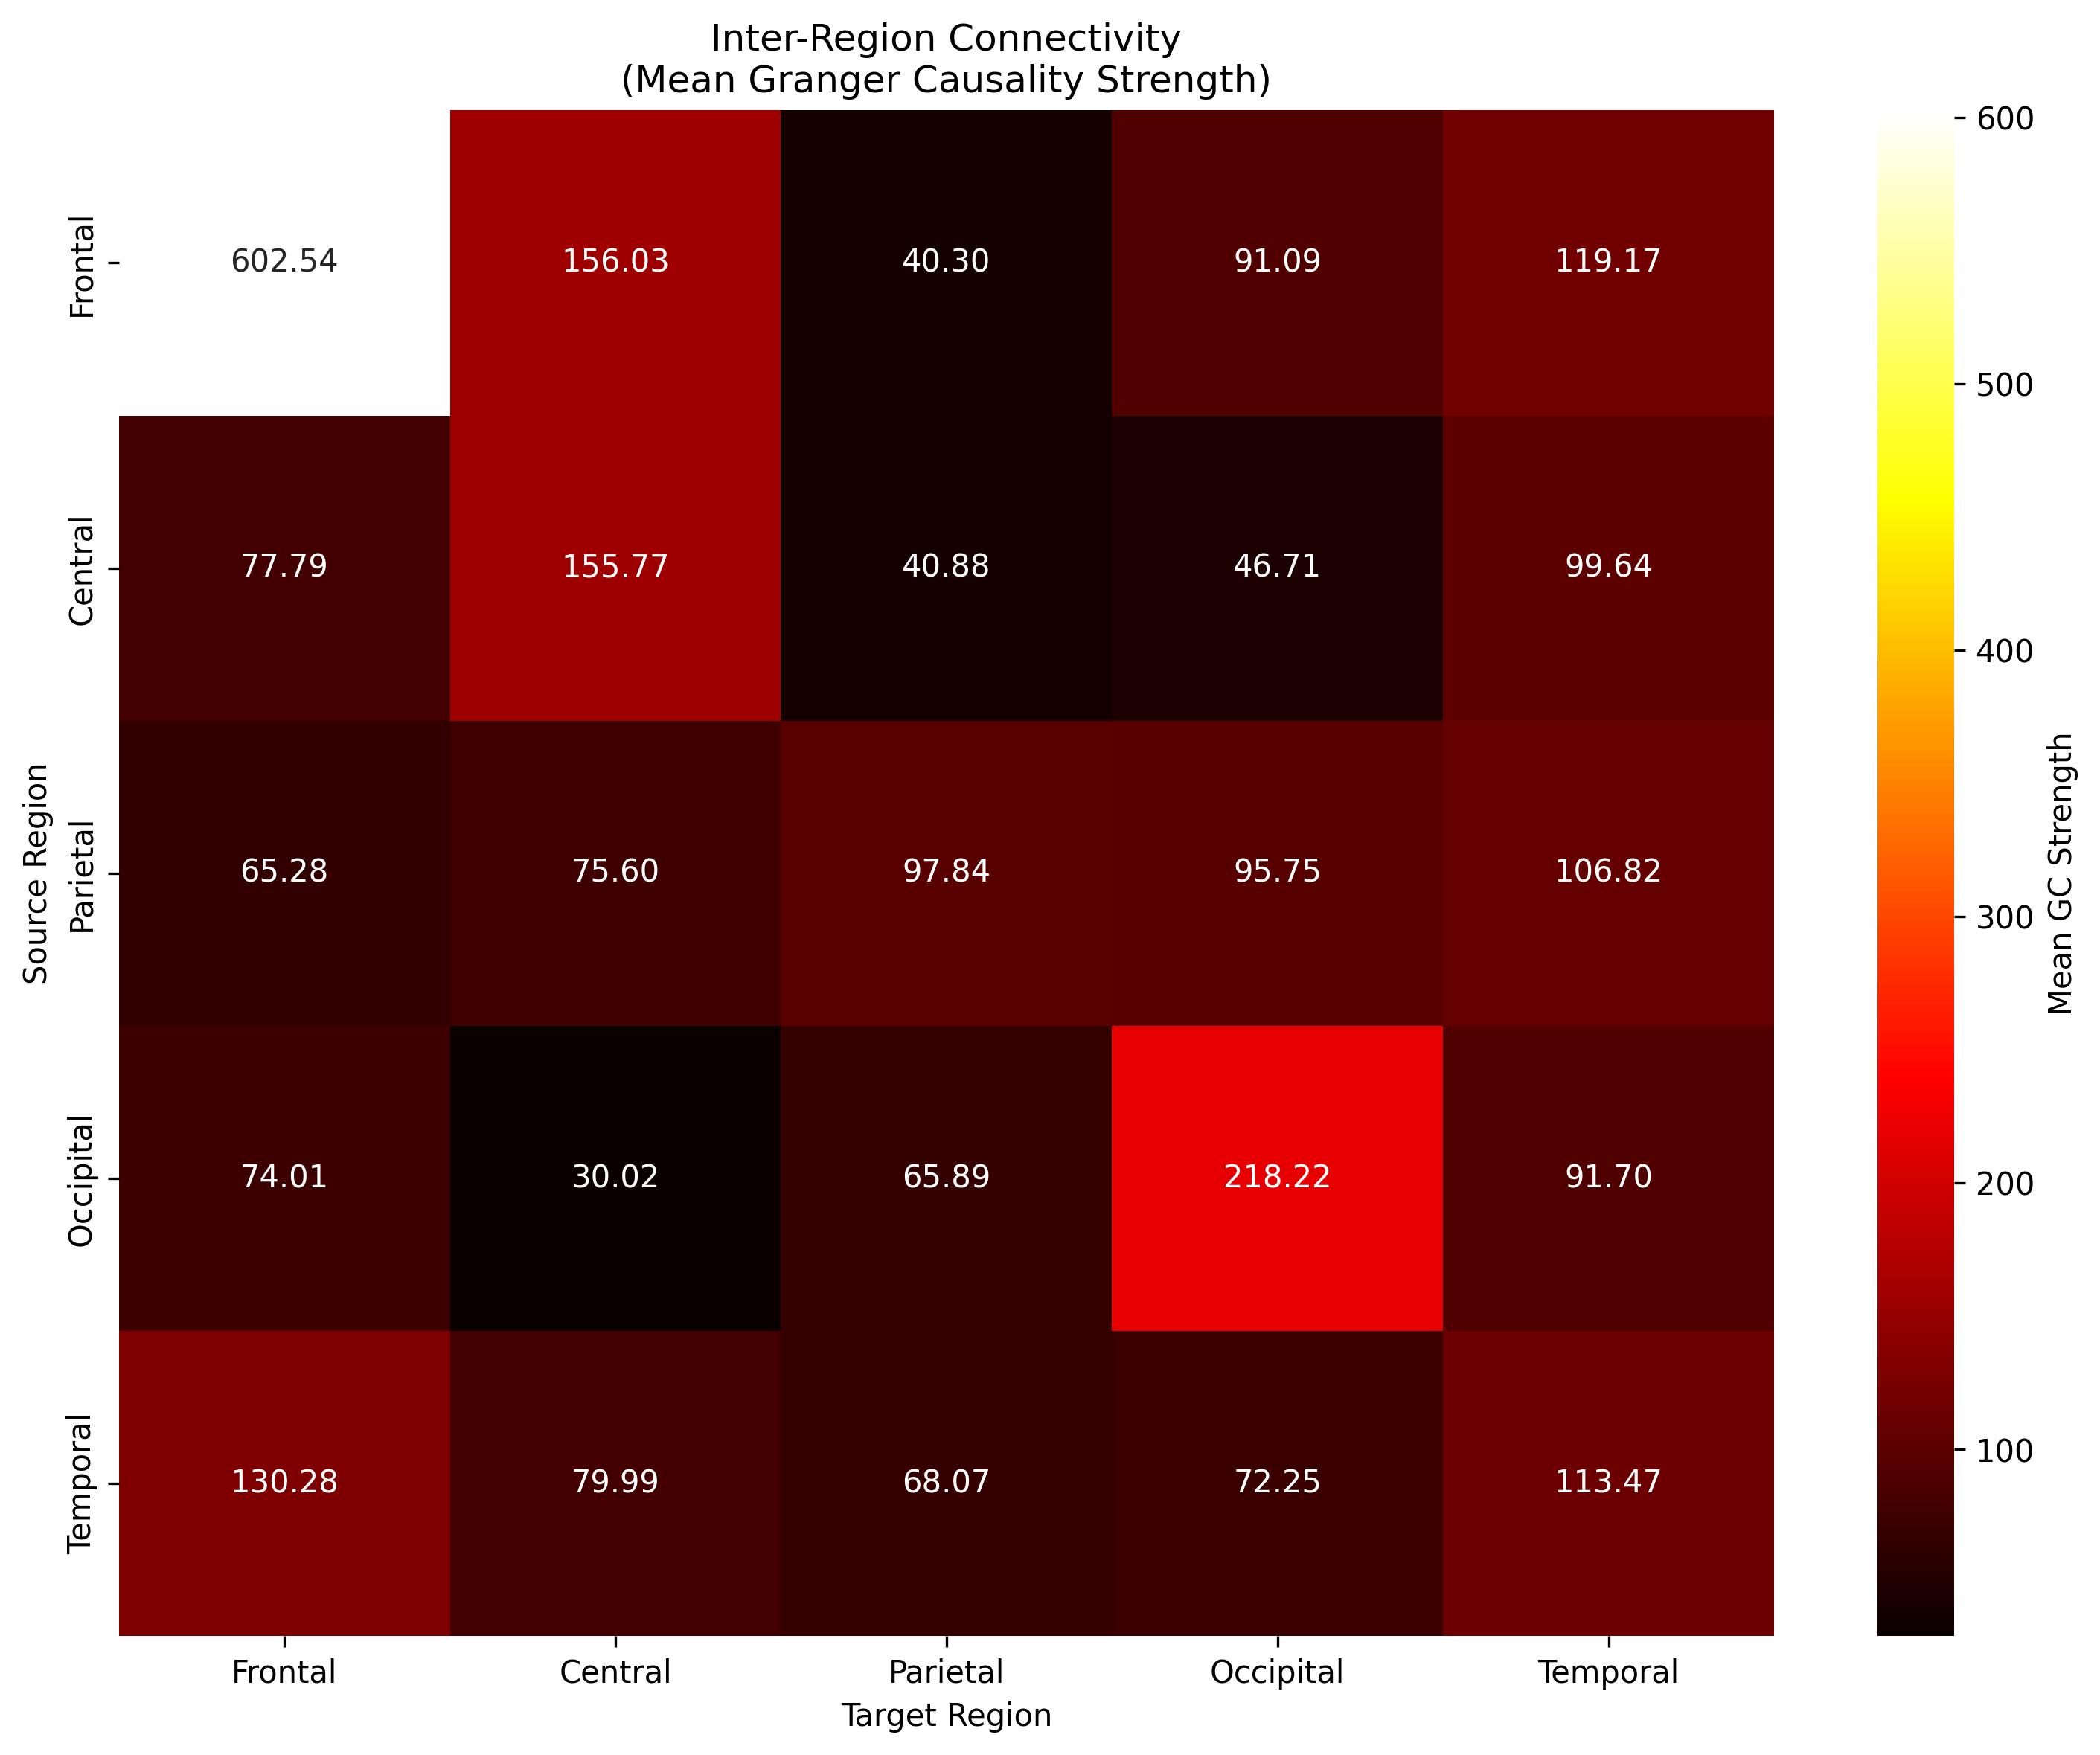 Inter-Region Connectivity
(Mean Granger Causality Strength)
Source Region
Frontal
602.54 156.03 40.30 91.09 119.17
Central
77.79 155.77 40.88 46.71 99.64
Parietal
65.28 75.60 97.84 95.75 106.82
Occipital
74.01 30.02 65.89 218.22 91.70
Temporal
130.28 79.99 68.07 72.25 113.47
Frontal Central Parietal Occipital Temporal
Target Region
600
500
400
300
200
100
Mean GC Strength